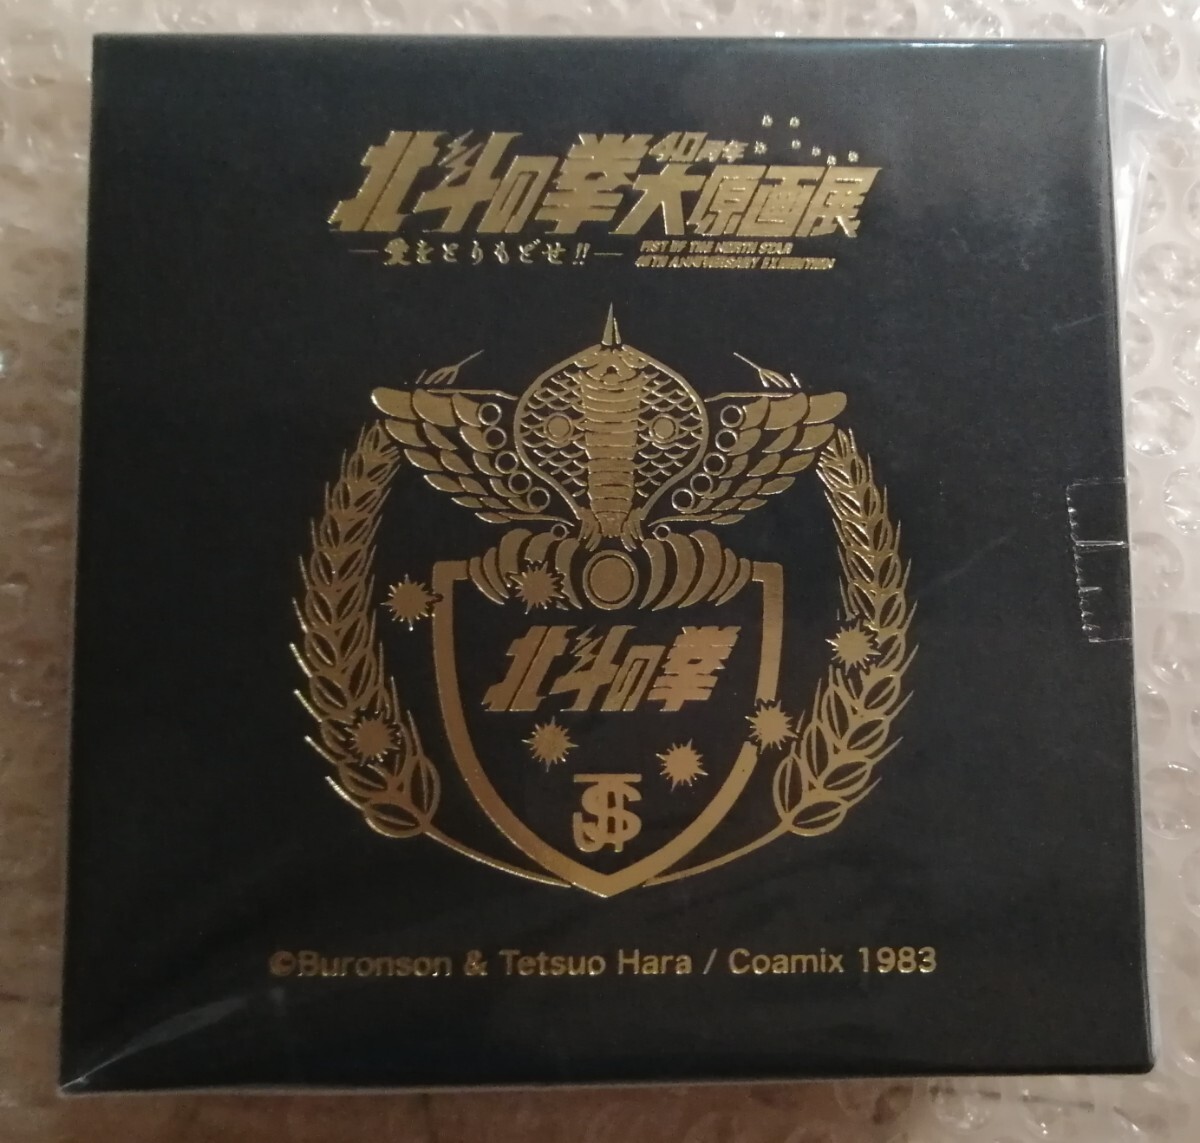 北斗の拳 40周年
大原画展
—愛をとりもどせ!!—
FIST OF THE NORTH STAR
40TH ANNIVERSARY EXHIBITION
北斗の拳
©Buronson & Tetsuo Hara / Coamix 1983